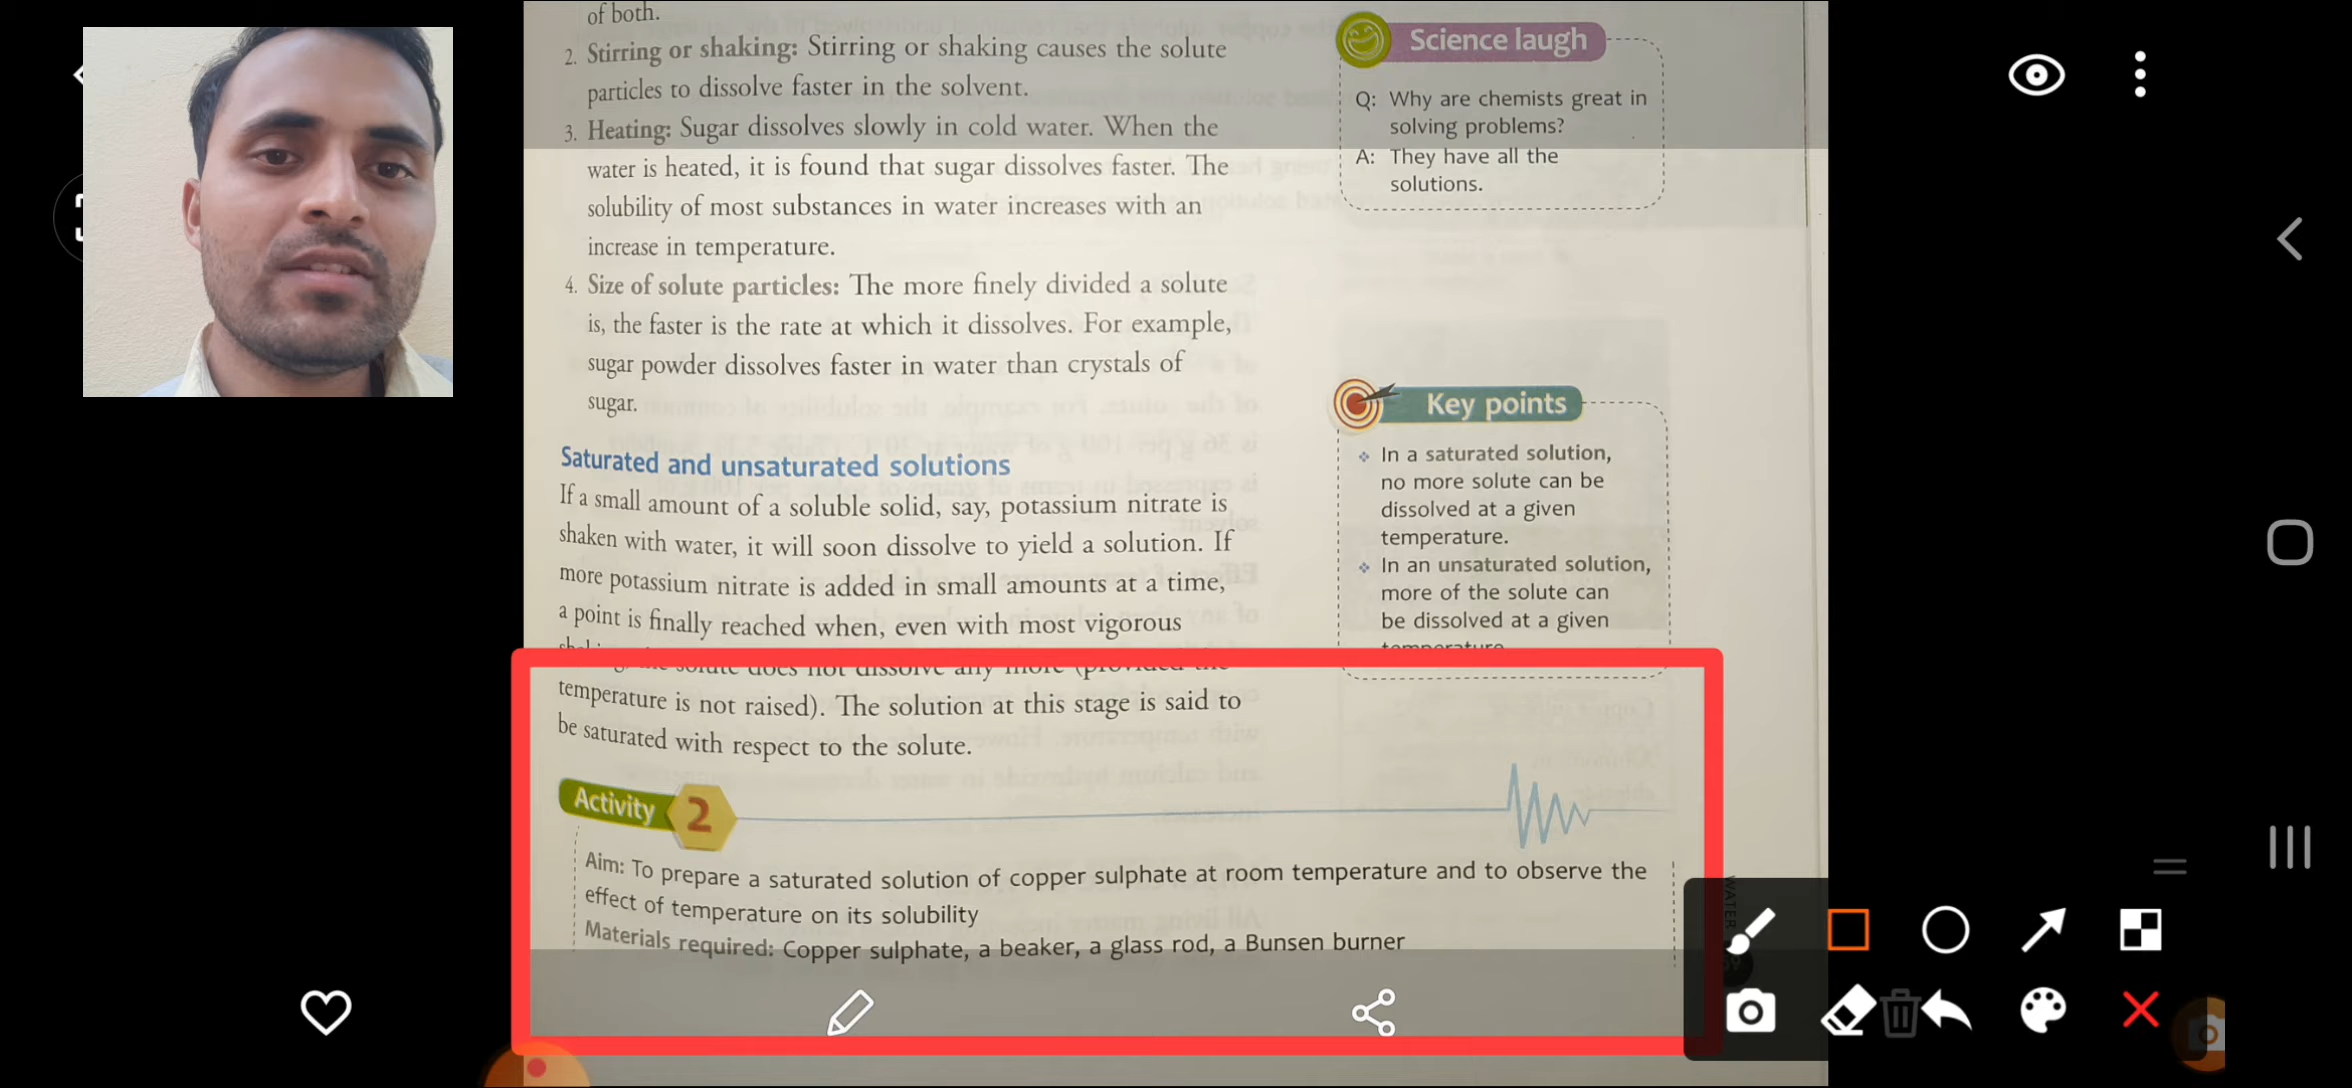 of both.
2. Stirring or shaking: Stirring or shaking causes the solute
particles to dissolve faster in the solvent.
3. Heating: Sugar dissolves slowly in cold water. When the
water is heated, it is found that sugar dissolves faster. The
solubility of most substances in water increases with an
increase in temperature.
4. Size of solute particles: The more finely divided a solute
is, the faster is the rate at which it dissolves. For example,
sugar powder dissolves faster in water than crystals of
sugar.
Saturated and unsaturated solutions
If a small amount of a soluble solid, say, potassium nitrate is
shaken with water, it will soon dissolve to yield a solution. If
more potassium nitrate is added in small amounts at a time,
a point is finally reached when, even with most vigorous
solute does not dissolve any more (provided the
temperature is not raised). The solution at this stage is said to
be saturated with respect to the solute.
Science laugh
Q: Why are chemists great in
solving problems?
A: They have all the
solutions.
Key points
❖ In a saturated solution,
no more solute can be
dissolved at a given
temperature.
❖ In an unsaturated solution,
more of the solute can
be dissolved at a given
temperature
Activity 2
Aim: To prepare a saturated solution of copper sulphate at room temperature and to observe the
effect of temperature on its solubility
Materials required: Copper sulphate, a beaker, a glass rod, a Bunsen burner
WATER